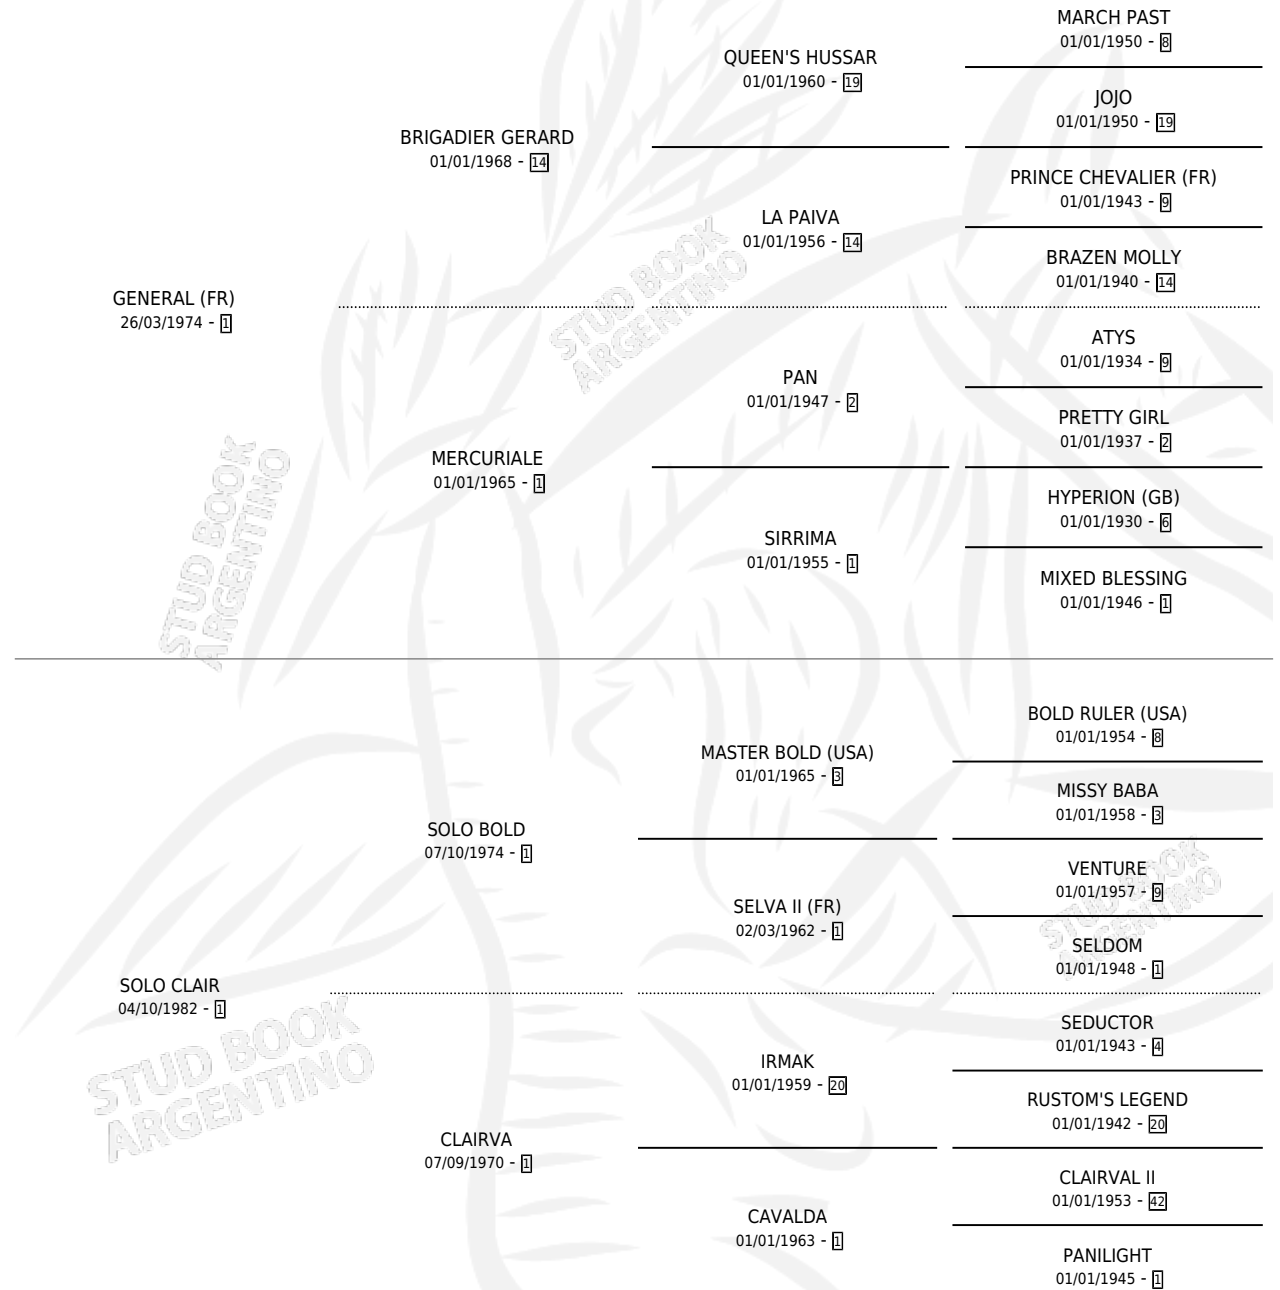 MARCH PAST
01/01/1950 - 8
QUEEN'S HUSSAR
01/01/1960 - 19
JOJO
01/01/1950 - 19
BRIGADIER GERARD
01/01/1968 - 14
PRINCE CHEVALIER (FR)
01/01/1943 - 9
LA PAIVA
01/01/1956 - 14
BRAZEN MOLLY
01/01/1940 - 14
GENERAL (FR)
26/03/1974 - 1
ATYS
01/01/1934 - 9
PAN
01/01/1947 - 2
PRETTY GIRL
01/01/1937 - 2
MERCURIALE
01/01/1965 - 1
HYPERION (GB)
01/01/1930 - 6
SIRRIMA
01/01/1955 - 1
MIXED BLESSING
01/01/1946 - 1
BOLD RULER (USA)
01/01/1954 - 8
MASTER BOLD (USA)
01/01/1965 - 3
MISSY BABA
01/01/1958 - 3
SOLO BOLD
07/10/1974 - 1
VENTURE
01/01/1957 - 9
SELVA II (FR)
02/03/1962 - 1
SELDOM
01/01/1948 - 1
SOLO CLAIR
04/10/1982 - 1
SEDUCTOR
01/01/1943 - 4
IRMAK
01/01/1959 - 20
RUSTOM'S LEGEND
01/01/1942 - 20
CLAIRVA
07/09/1970 - 1
CLAIRVAL II
01/01/1953 - 42
CAVALDA
01/01/1963 - 1
PANILIGHT
01/01/1945 - 1
STUD BOOK
ARGENTINO
STUD BOOK
ARGENTINO
STUD BOOK
ARGENTINO
STUD BOOK
ARGENTINO